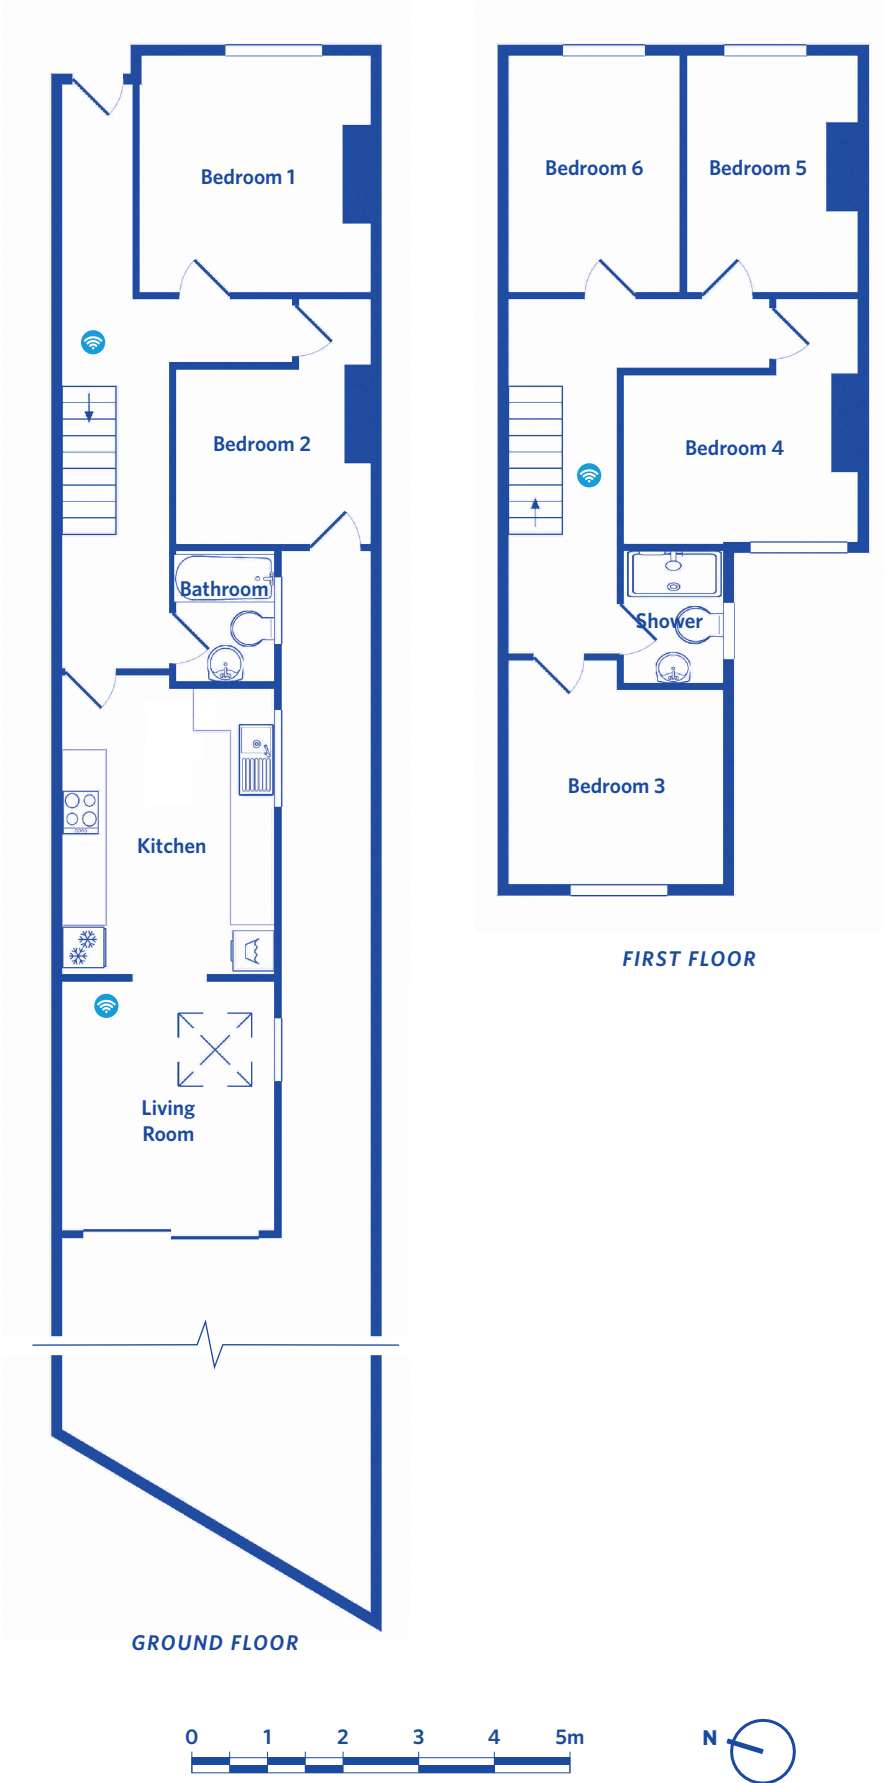 Bedroom 1
Bedroom 2
Bathroom
Kitchen
Living
Room
GROUND FLOOR
Bedroom 6
Bedroom 5
Bedroom 4
Shower
Bedroom 3
FIRST FLOOR
0 1 2 3 4 5m
N